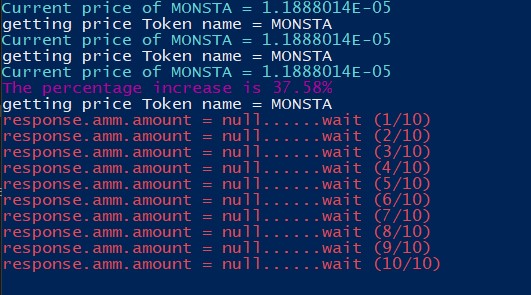 Current price of MONSTA = 1.1888014E-05
getting price Token name = MONSTA
Current price of MONSTA = 1.1888014E-05
getting price Token name = MONSTA
Current price of MONSTA = 1.1888014E-05
The percentage increase is 37.58%
getting price Token name = MONSTA
response.amm.amount = null......wait (1/10)
response.amm.amount = null......wait (2/10)
response.amm.amount = null......wait (3/10)
response.amm.amount = null......wait (4/10)
response.amm.amount = null......wait (5/10)
response.amm.amount = null......wait (6/10)
response.amm.amount = null......wait (7/10)
response.amm.amount = null......wait (8/10)
response.amm.amount = null......wait (9/10)
response.amm.amount = null......wait (10/10)